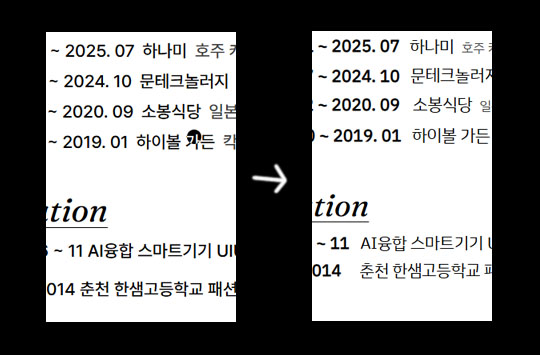 ~ 2025. 07 하나미 호주
~ 2024. 10 문테크놀러지
~ 2020. 09 소봉식당 일본
~ 2019. 01 하이볼 가든 칵
ation
~ 11 AI융합 스마트기기 UI
014 춘천 한샘고등학교 패션
~ 2025. 07 하나미 호주
~ 2024. 10 문테크놀러지
~ 2020. 09 소봉식당
~ 2019. 01 하이볼 가든
tion
~ 11 AI융합 스마트기기
014 춘천 한샘고등학교